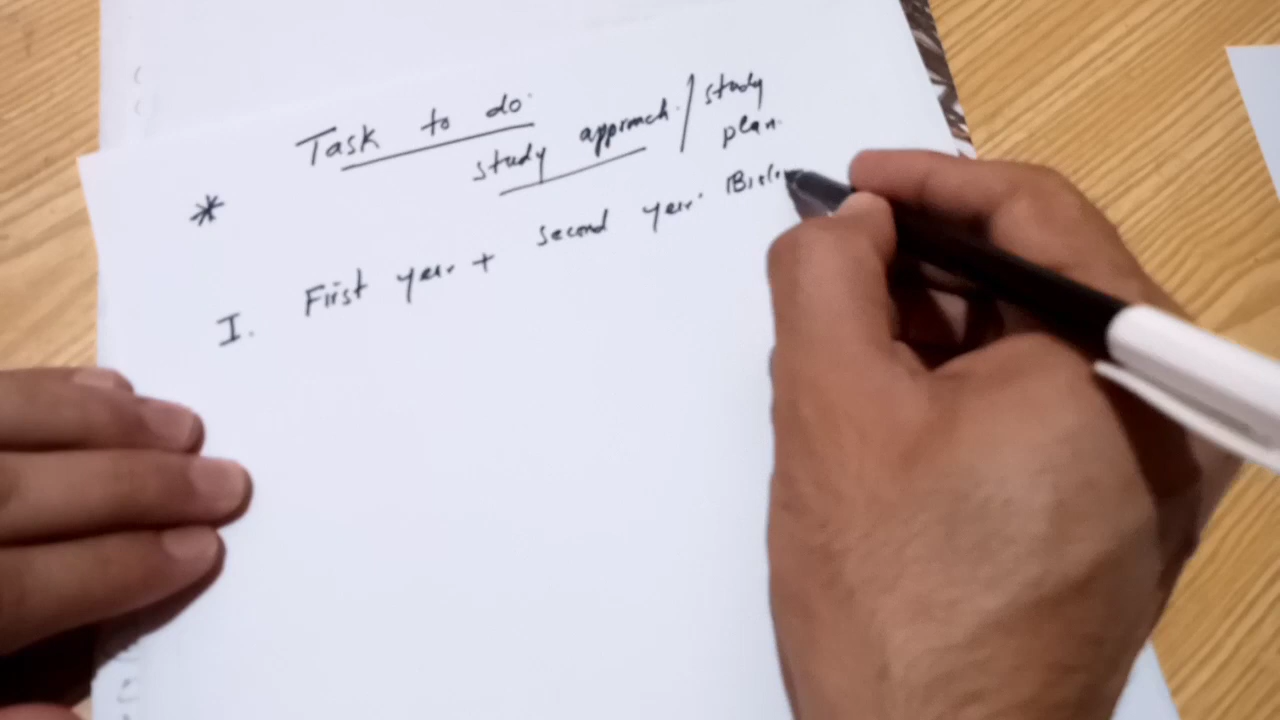 Task to do.
* study approach / study plan.
I. First year + second year Biolo